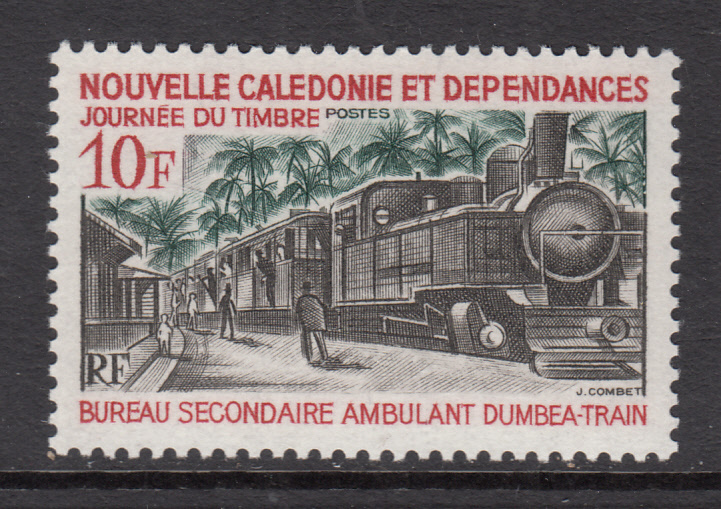 NOUVELLE CALEDONIE ET DEPENDANCES
JOURNÉE DU TIMBRE POSTES
10F
RF
J. COMBET
BUREAU SECONDAIRE AMBULANT DUMBEA-TRAIN